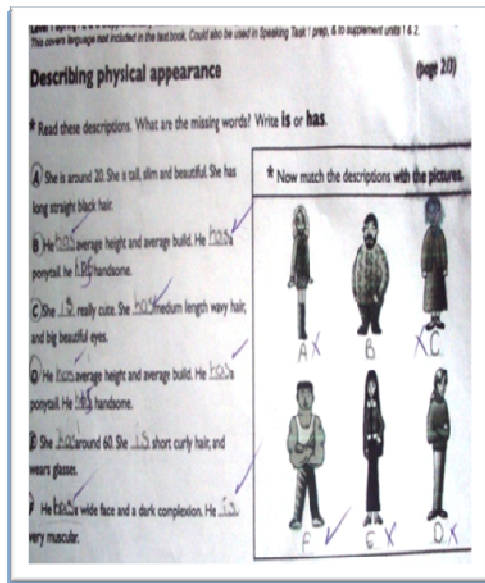 This covers language not included in the textbook. Could also be used in Speaking Task 1 prep, & to supplement units 1 & 2.
Describing physical appearance (page 20)
* Read these descriptions. What are the missing words? Write is or has.
A She is around 20. She is tall, slim and beautiful. She has
long straight black hair.
B He has average height and average build. He has a
ponytail. he handsome.
C She is really cute. She has medium length wavy hair,
and big beautiful eyes.
D He has average height and average build. He has a
ponytail. He handsome.
E She has around 60. She is short curly hair, and
wears glasses.
F He has a wide face and a dark complexion. He is
very muscular.
* Now match the descriptions with the pictures.
A B C
F E D